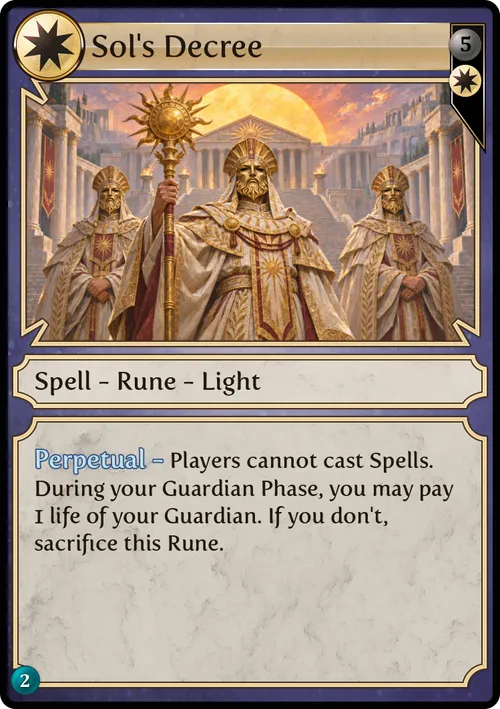 Sol's Decree
5
Spell - Rune - Light
Perpetual - Players cannot cast Spells.
During your Guardian Phase, you may pay
1 life of your Guardian. If you don't,
sacrifice this Rune.
2